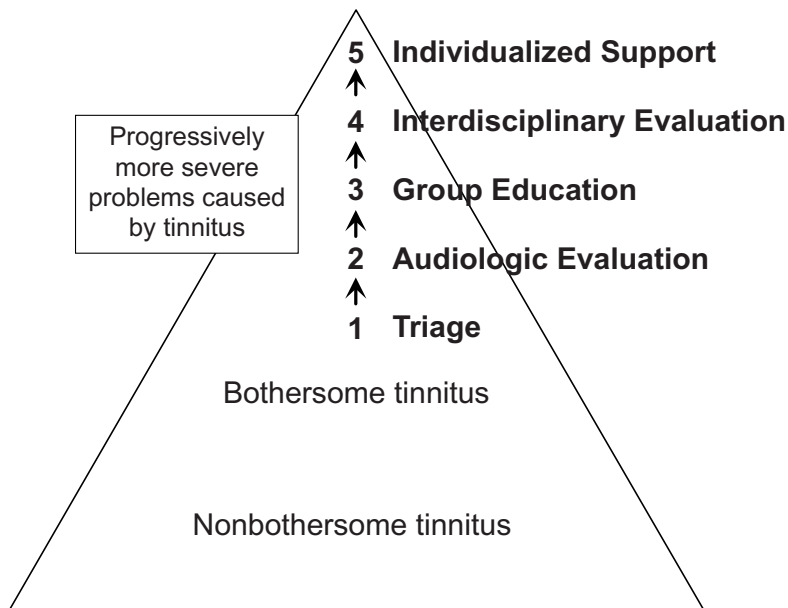 5 Individualized Support
4 Interdisciplinary Evaluation
Progressively
more severe
problems caused
by tinnitus
3 Group Education
2 Audiologic Evaluation
1 Triage
Bothersome tinnitus
Nonbothersome tinnitus